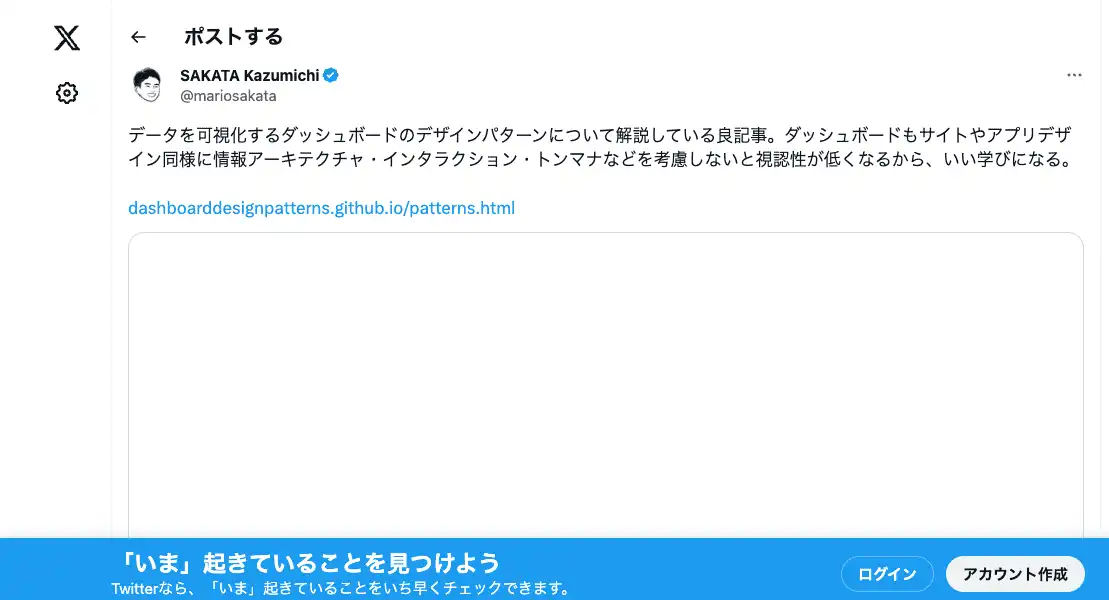 ポストする
SAKATA Kazumichi
@mariosakata
データを可視化するダッシュボードのデザインパターンについて解説している良記事。ダッシュボードもサイトやアプリデザ
イン同様に情報アーキテクチャ・インタラクション・トンマナなどを考慮しないと視認性が低くなるから、いい学びになる。
dashboarddesignpatterns.github.io/patterns.html
「いま」起きていることを見つけよう
Twitterなら、「いま」起きていることをいち早くチェックできます。
ログイン
アカウント作成